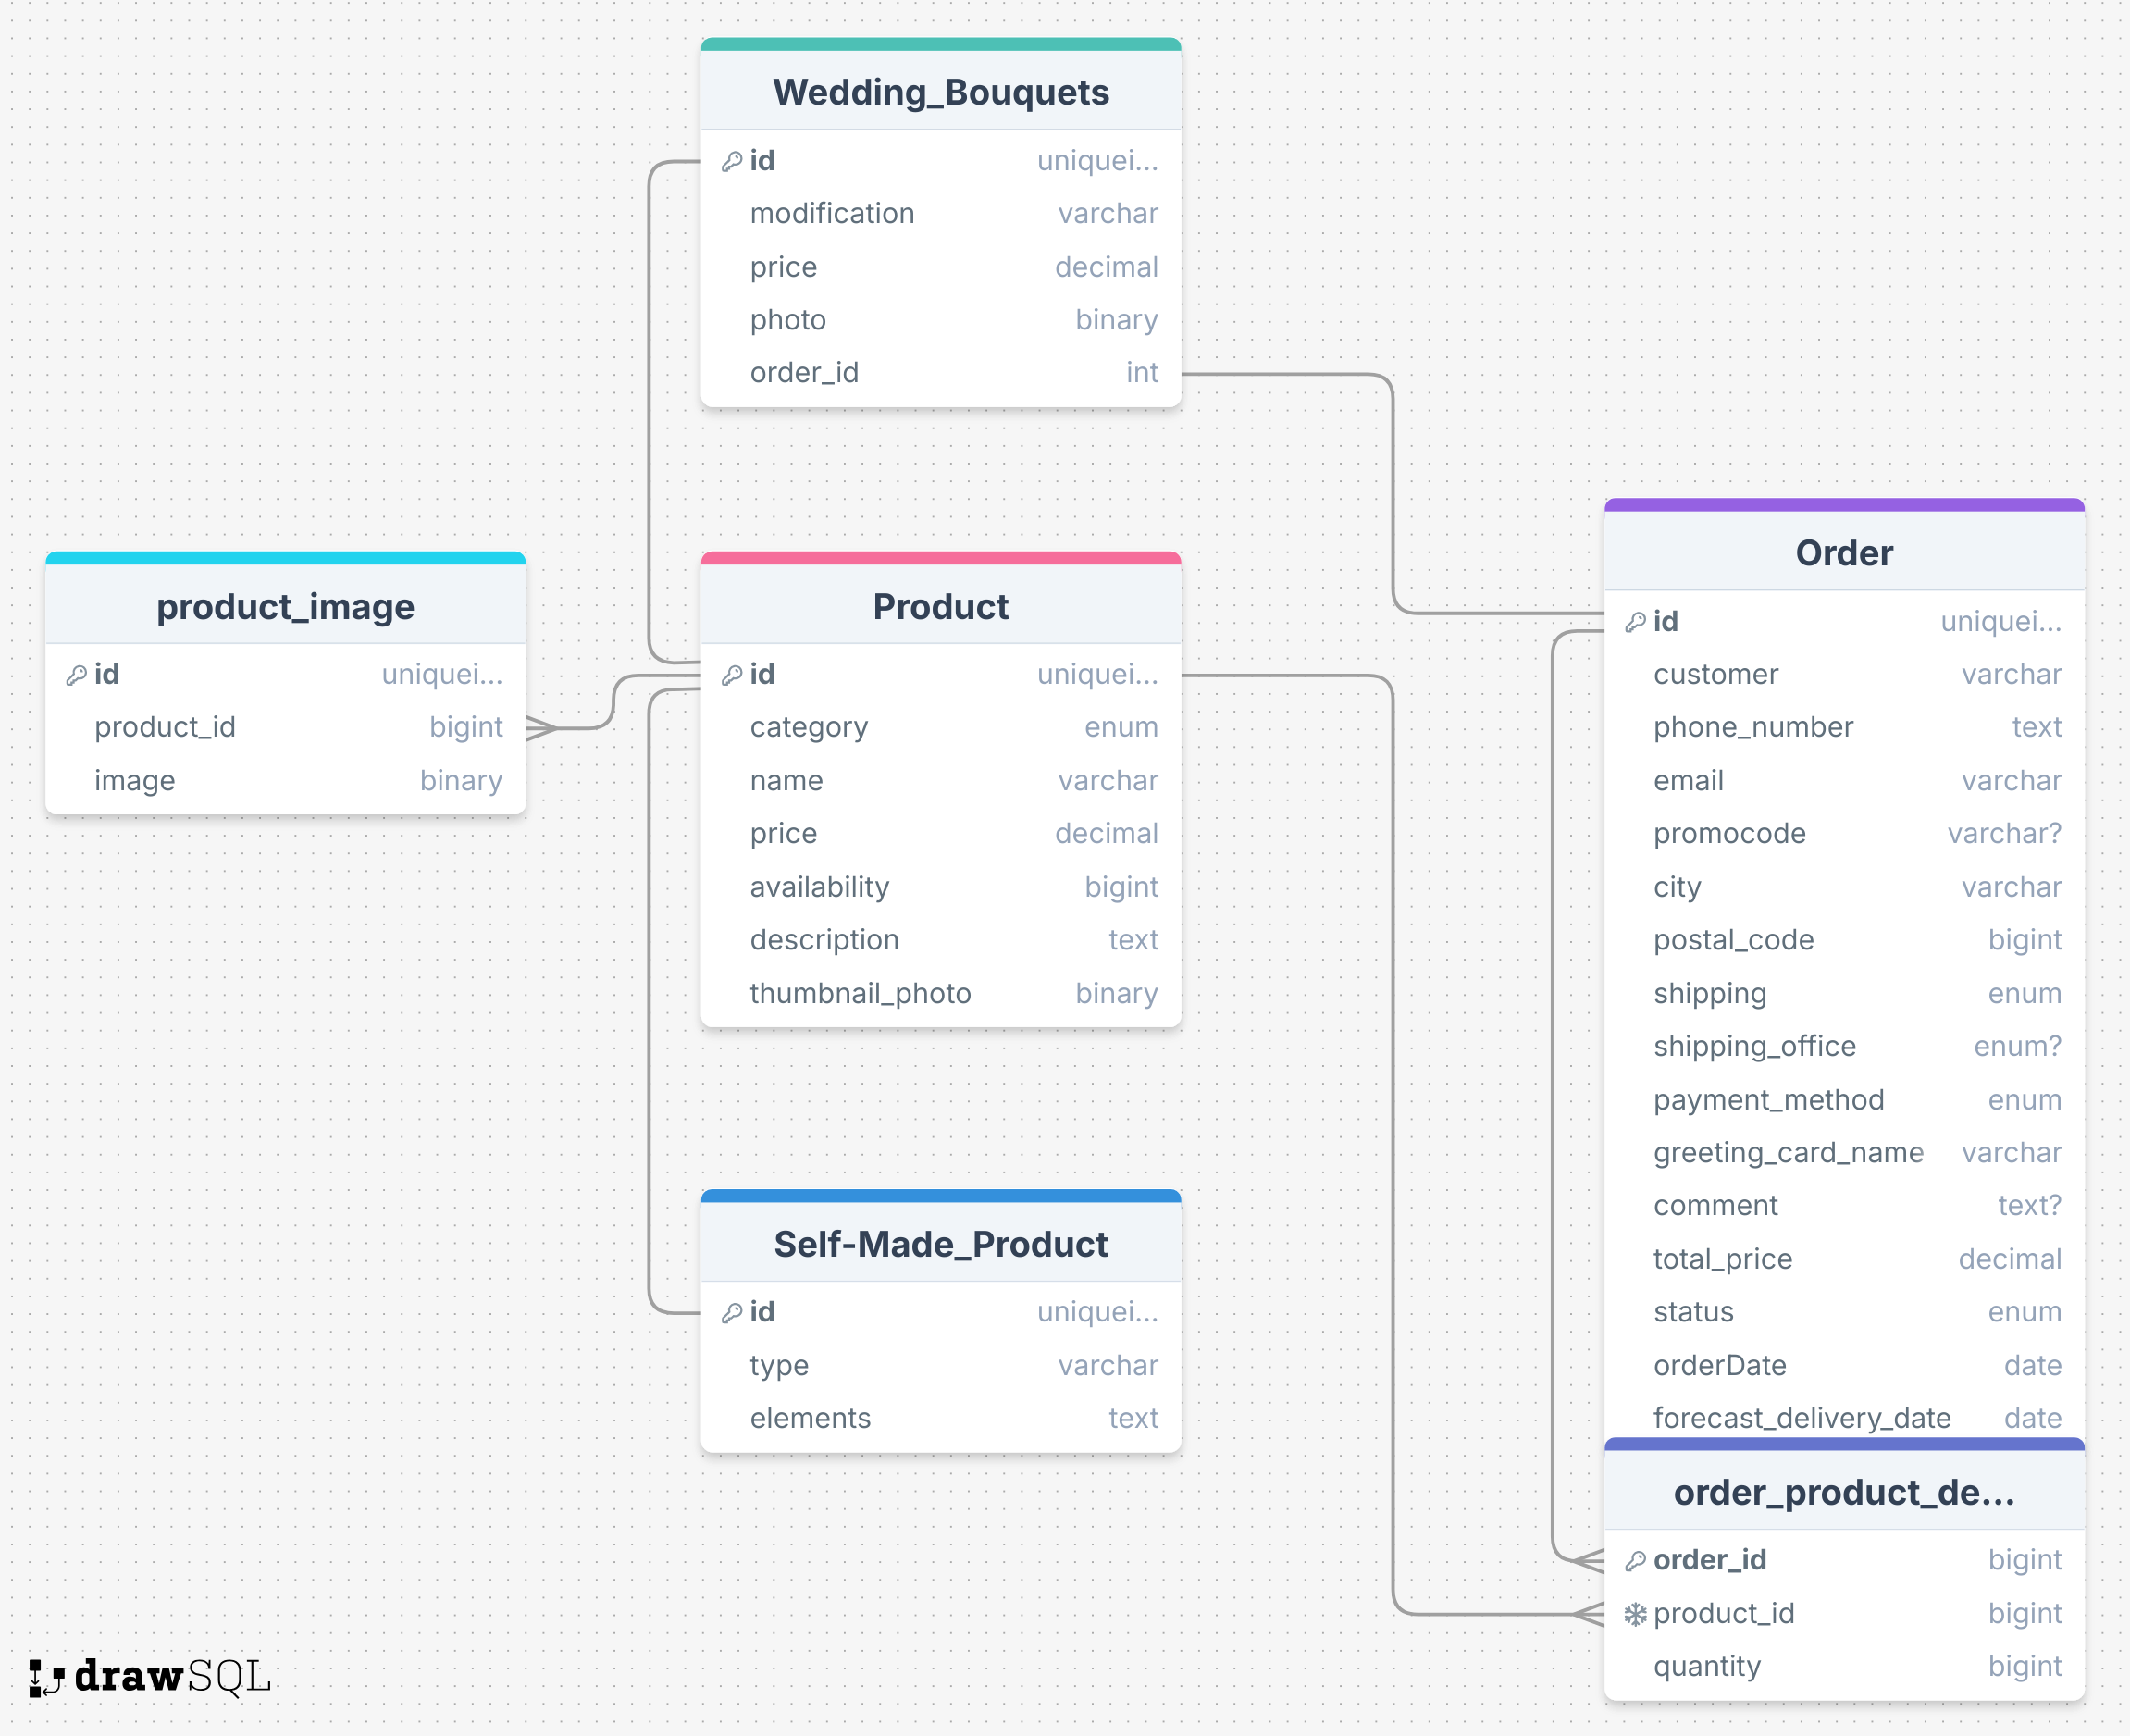 Wedding_Bouquets
id uniquei...
modification varchar
price decimal
photo binary
order_id int
product_image
id uniquei...
product_id bigint
image binary
Product
id uniquei...
category enum
name varchar
price decimal
availability bigint
description text
thumbnail_photo binary
Self-Made_Product
id uniquei...
type varchar
elements text
Order
id uniquei...
customer varchar
phone_number text
email varchar
promocode varchar?
city varchar
postal_code bigint
shipping enum
shipping_office enum?
payment_method enum
greeting_card_name varchar
comment text?
total_price decimal
status enum
orderDate date
forecast_delivery_date date
order_product_de...
order_id bigint
product_id bigint
quantity bigint
drawSQL